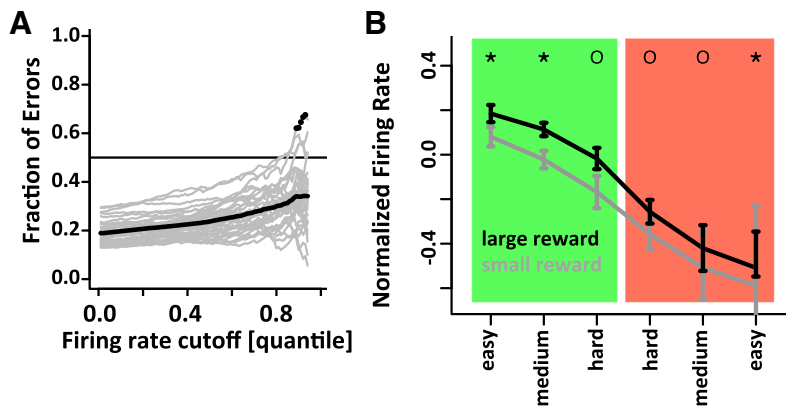 A
1.0
0.8
0.6
0.4
0.2
0.0
Fraction of Errors
0.0
0.4
0.8
Firing rate cutoff [quantile]
B
0.4
0.0
-0.4
Normalized Firing Rate
* * O O O *
large reward
small reward
easy
medium
hard
hard
medium
easy